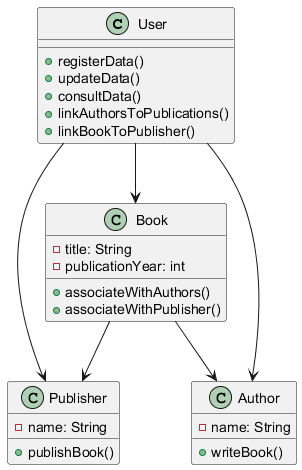 C User
registerData()
updateData()
consultData()
linkAuthorsToPublications()
linkBookToPublisher()
C Book
title: String
publicationYear: int
associateWithAuthors()
associateWithPublisher()
C Publisher
name: String
publishBook()
C Author
name: String
writeBook()